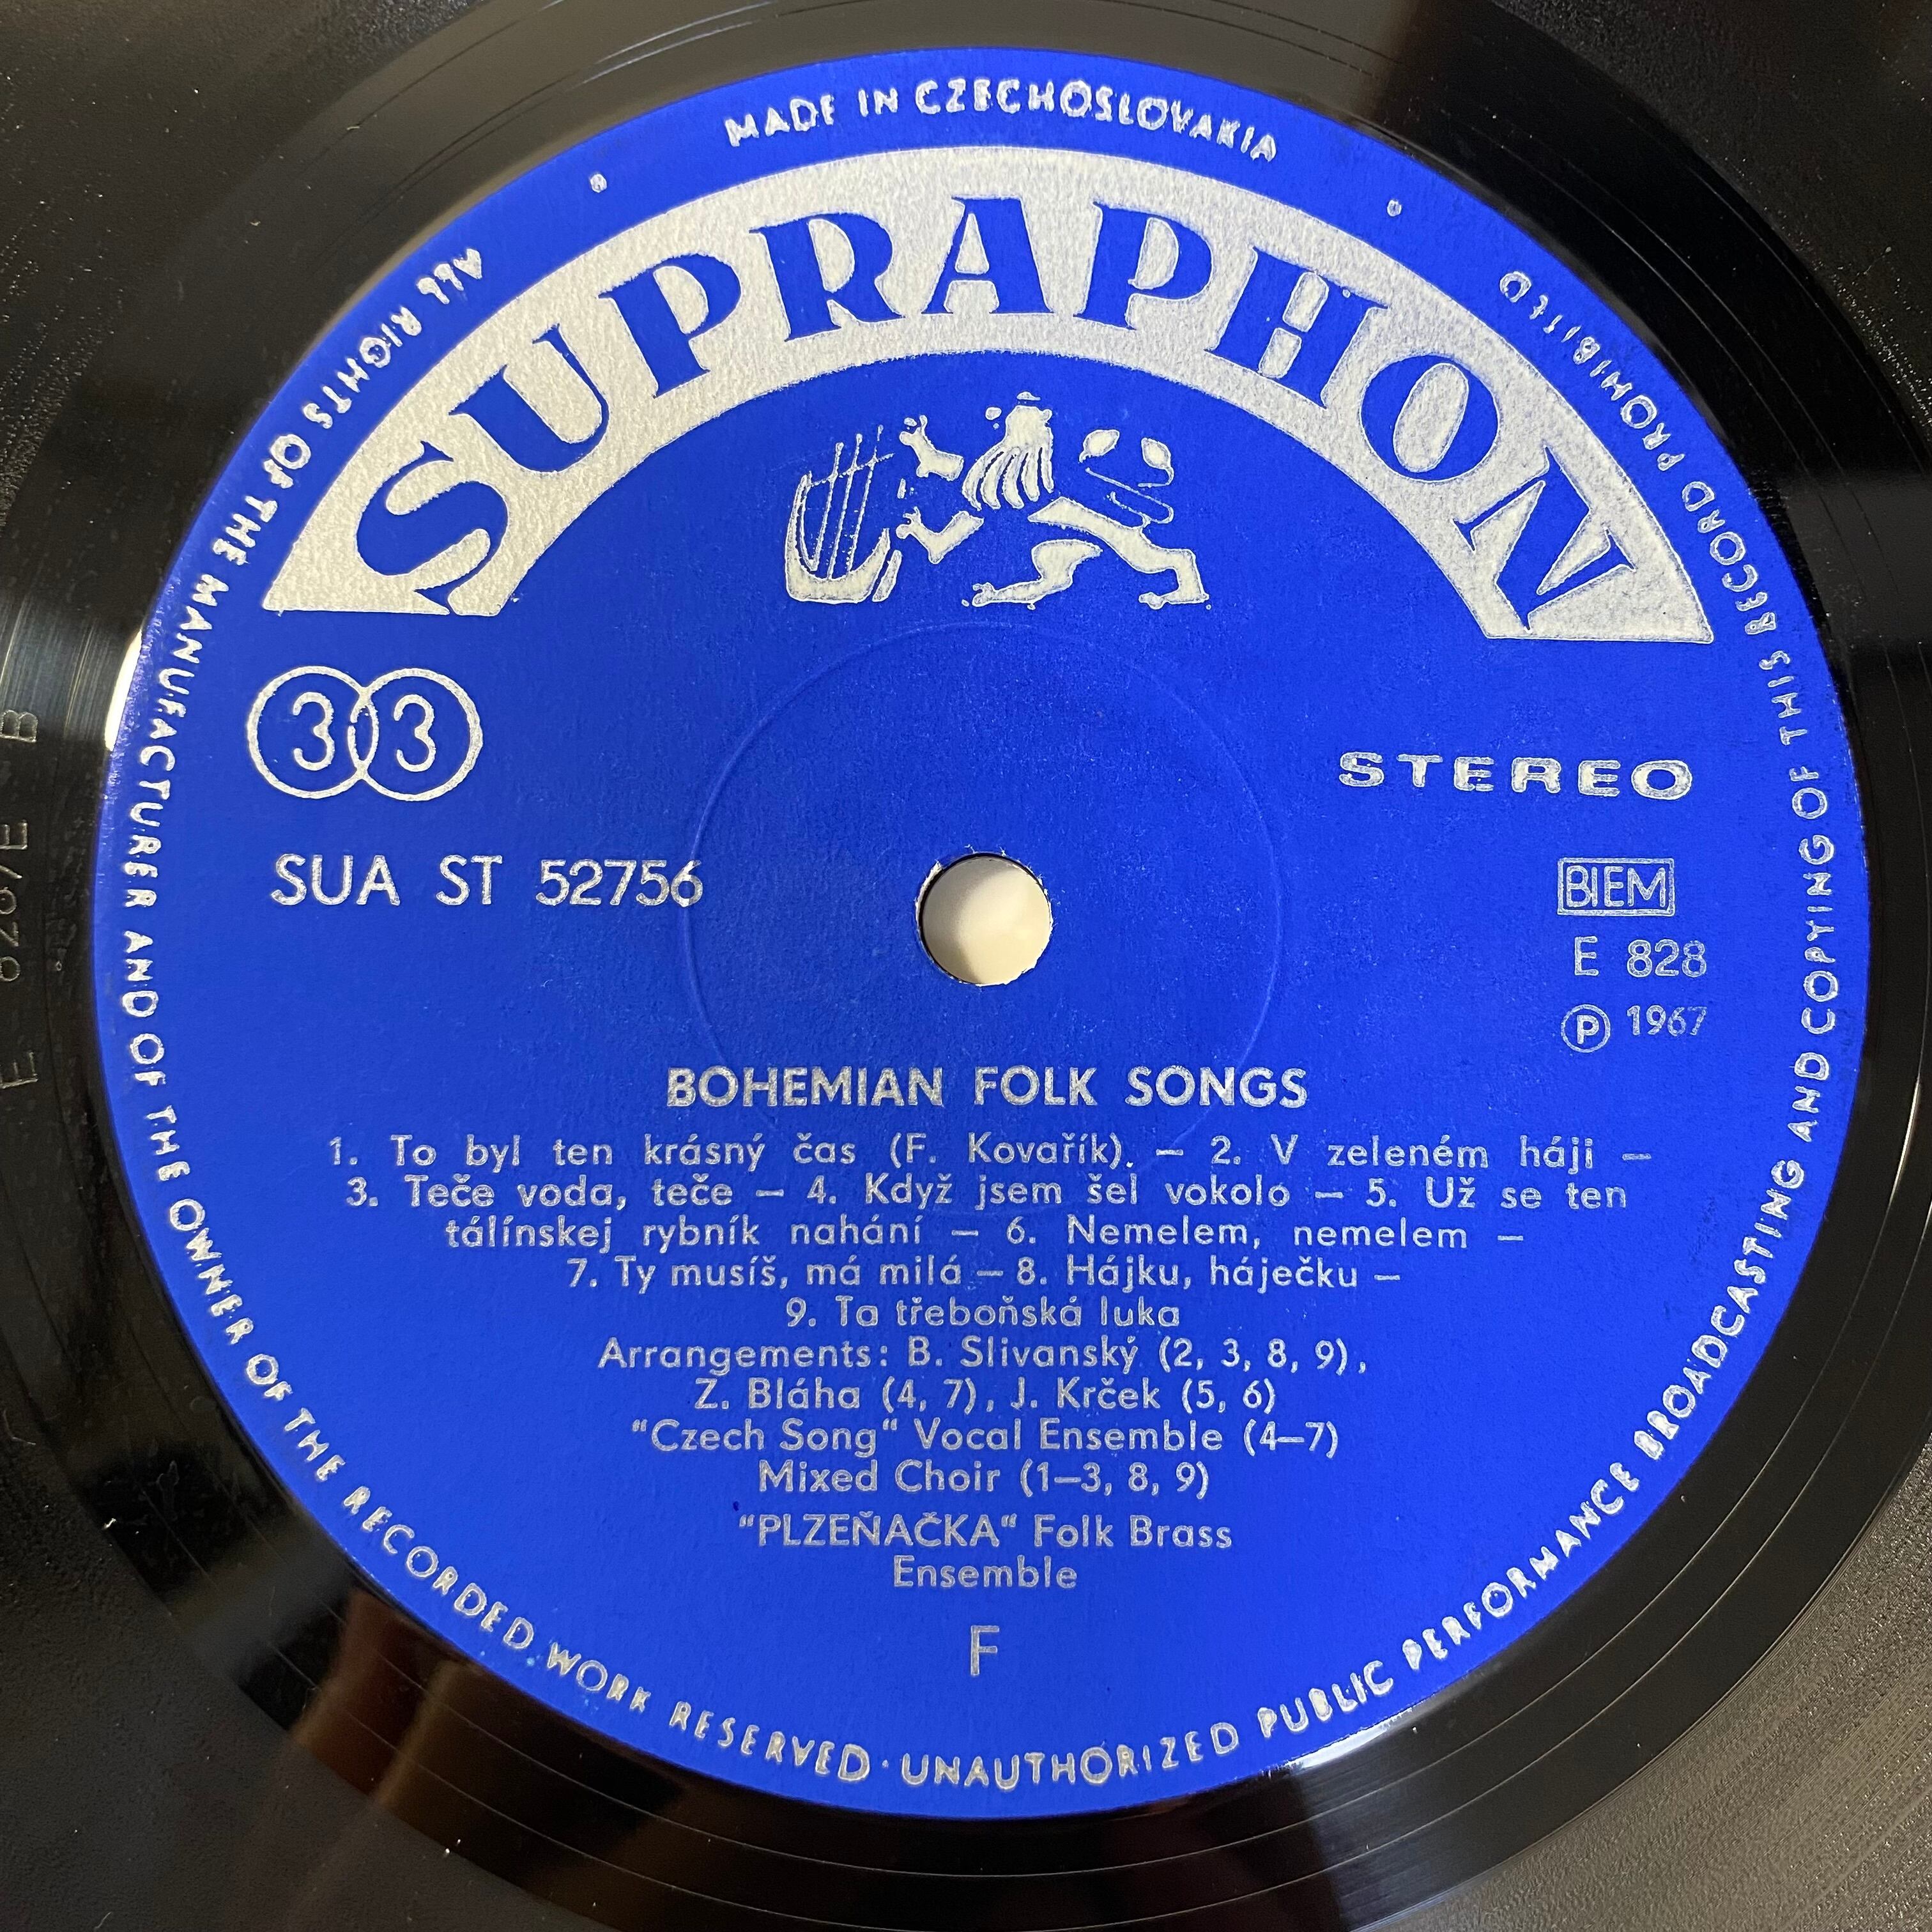 MADE IN CZECHOSLOVAKIA
SUPRAPHON
33
STEREO
SUA ST 52756
BIEM
E 828
Ⓟ 1967
BOHEMIAN FOLK SONGS
1. To byl ten krásný čas (F. Kovařík). – 2. V zeleném háji –
3. Teče voda, teče – 4. Když jsem šel vokolo – 5. Už se ten
tálínskej rybník nahání – 6. Nemelem, nemelem –
7. Ty musíš, má milá – 8. Hájku, háječku –
9. Ta třeboňská luka
Arrangements: B. Slivanský (2, 3, 8, 9),
Z. Bláha (4, 7), J. Krček (5, 6)
"Czech Song" Vocal Ensemble (4–7)
Mixed Choir (1–3, 8, 9)
"PLZEŇAČKA" Folk Brass
Ensemble
F
ALL RIGHTS OF THE MANUFACTURER AND OF THE OWNER OF THE RECORDED WORK RESERVED · UNAUTHORIZED PUBLIC PERFORMANCE BROADCASTING AND COPYING OF THIS RECORD PROHIBITED